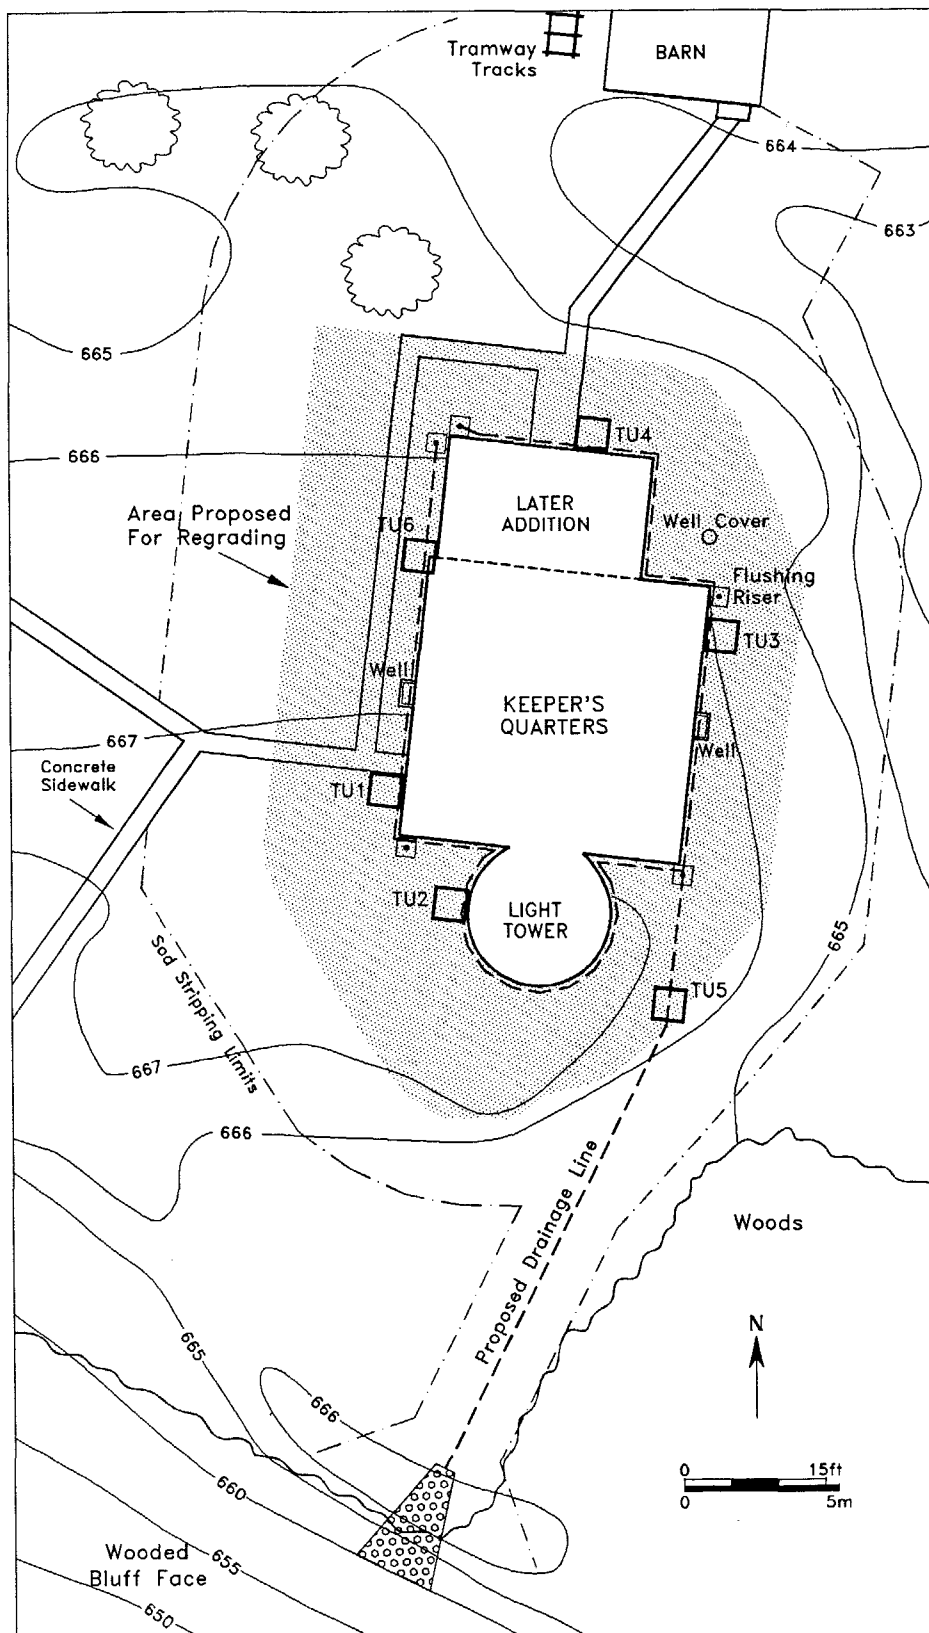 Tramway
Tracks
BARN
664
663
665
TU4
666
LATER
ADDITION
Well Cover
Area Proposed
For Regrading
TU6
Flushing
Riser
TU3
Well
KEEPER'S
QUARTERS
Well
667
Concrete
Sidewalk
TU1
TU2
LIGHT
TOWER
665
Sod Stripping Limits
TU5
667
666
Proposed Drainage Line
Woods
N
665
666
660
0 15ft
0 5m
Wooded
Bluff Face
655
650